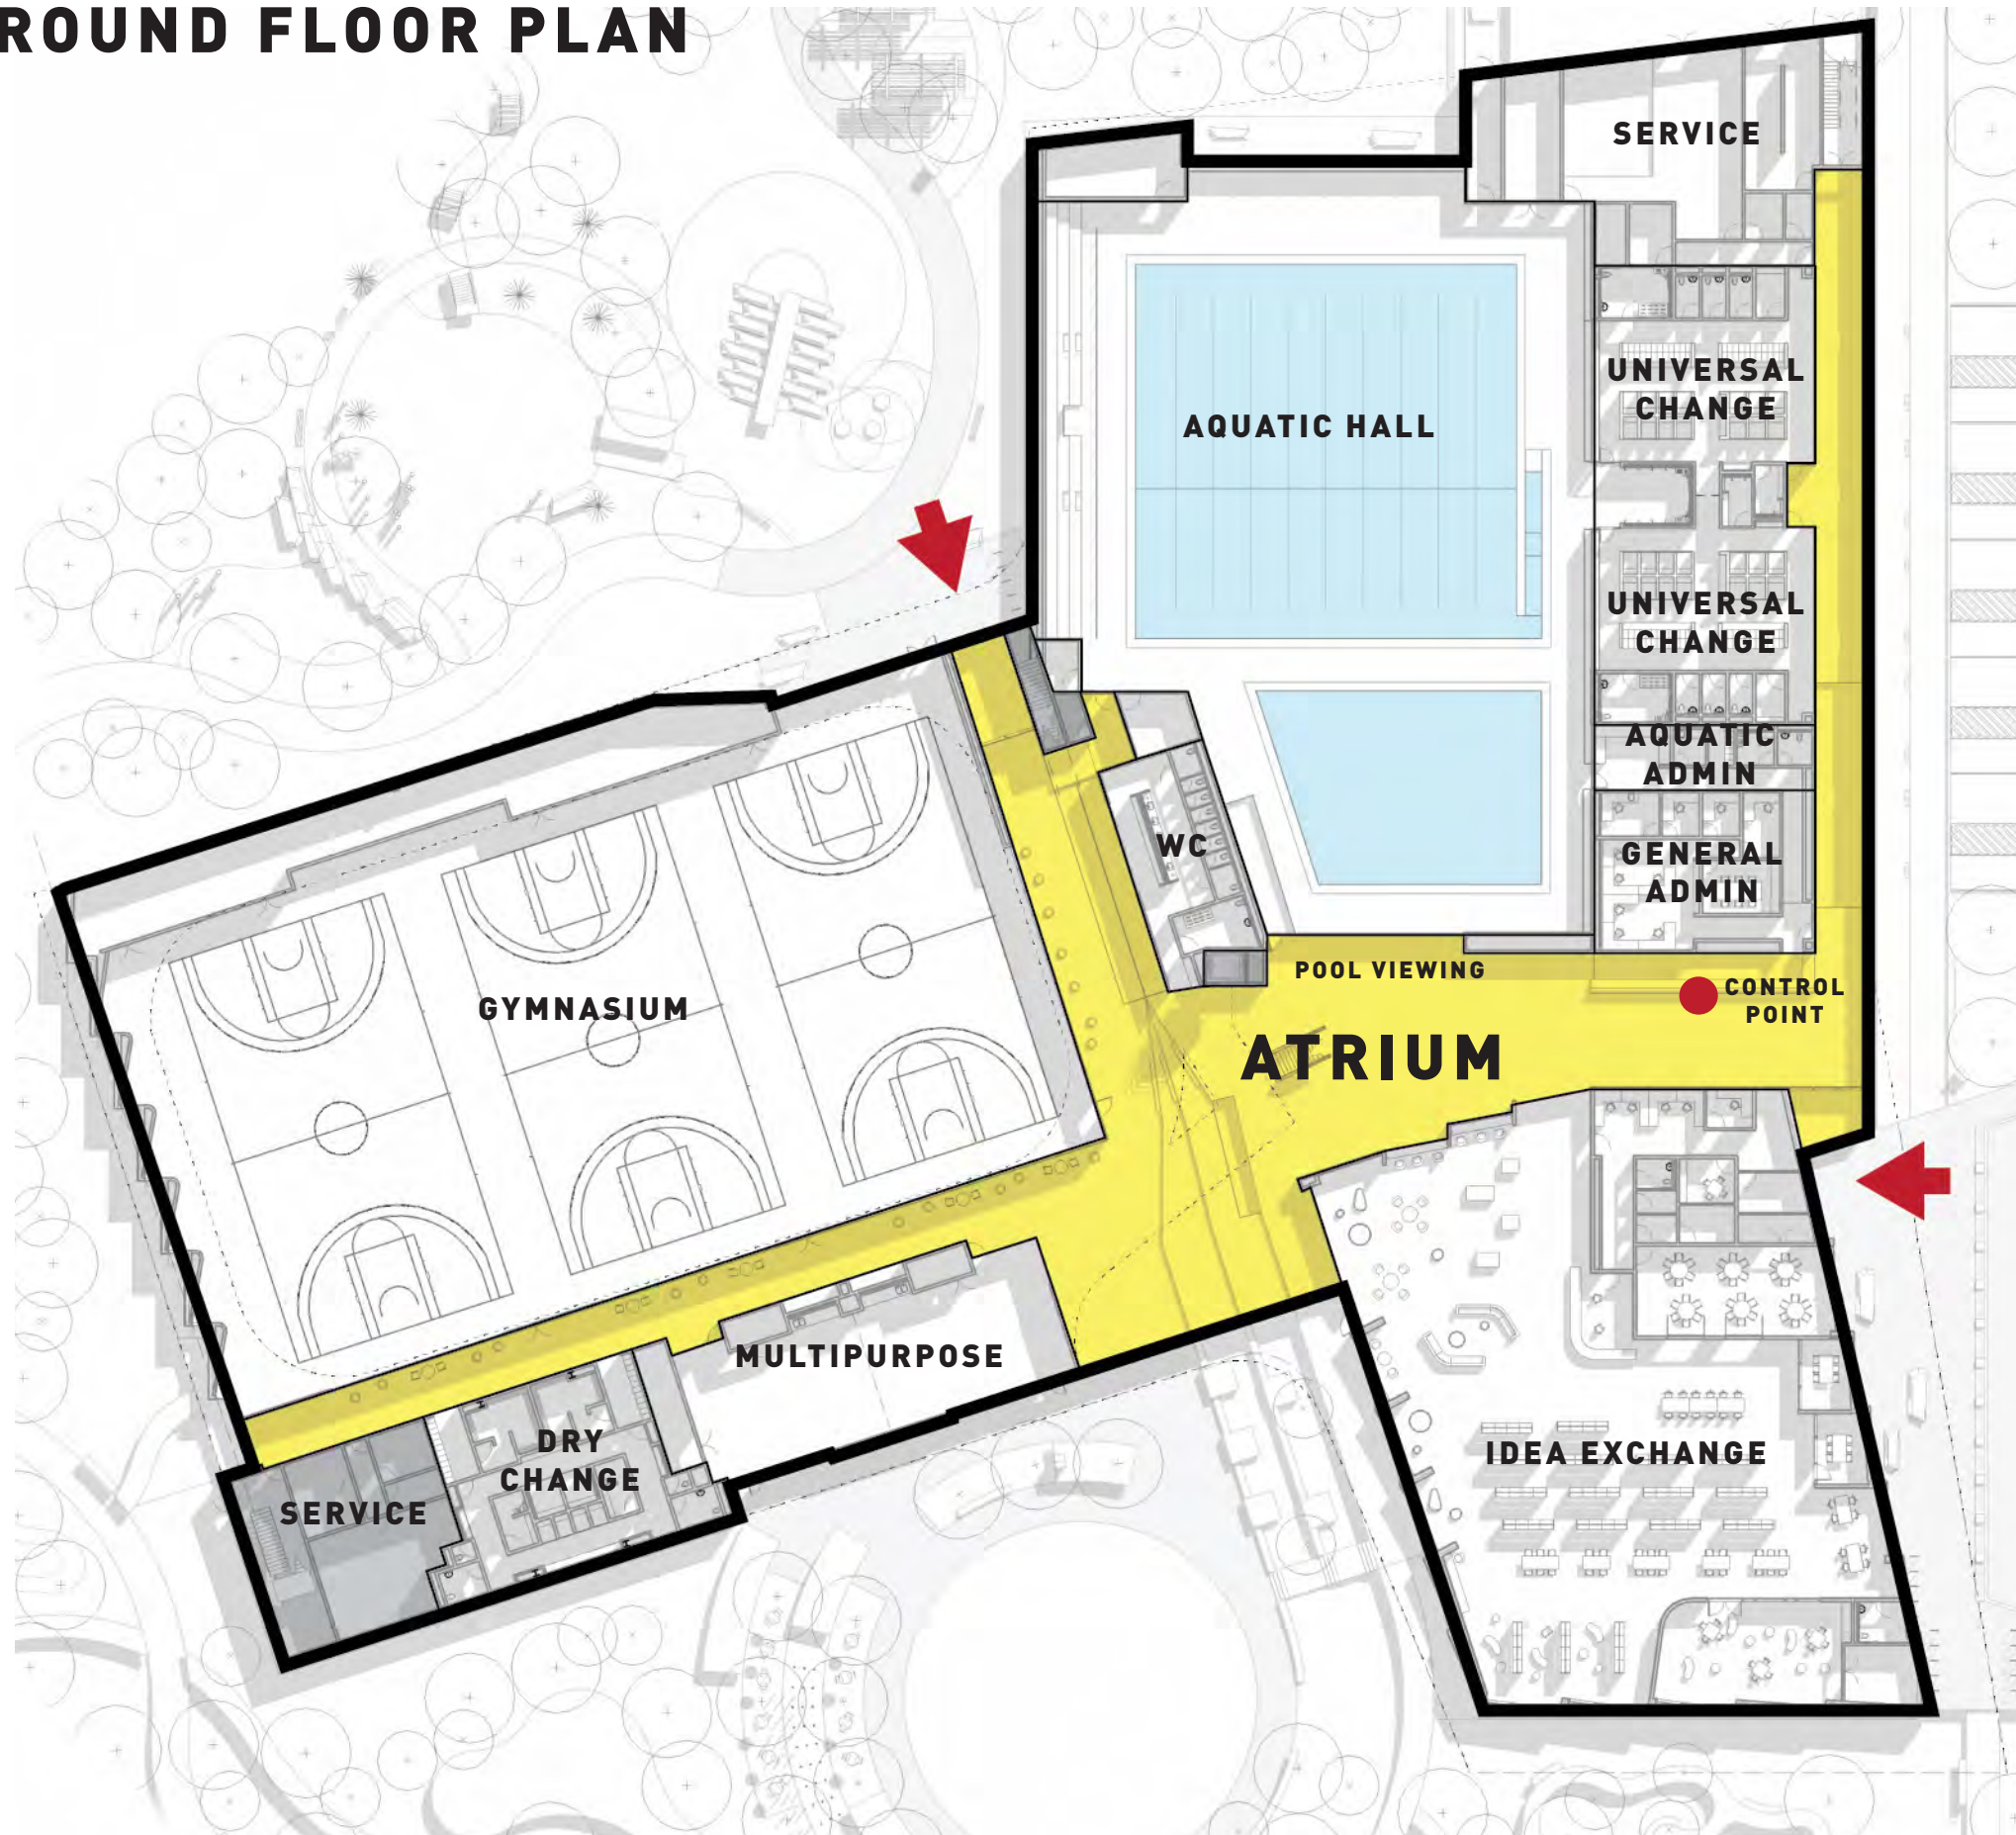 ROUND FLOOR PLAN
SERVICE
UNIVERSAL
CHANGE
AQUATIC HALL
UNIVERSAL
CHANGE
AQUATIC
ADMIN
WC
GENERAL
ADMIN
POOL VIEWING
CONTROL
POINT
GYMNASIUM
ATRIUM
MULTIPURPOSE
DRY
CHANGE
IDEA EXCHANGE
SERVICE